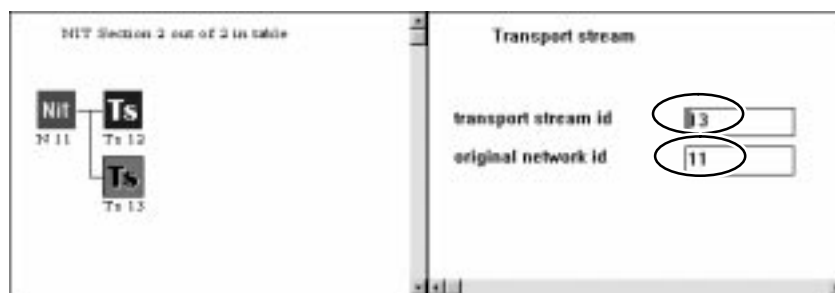 NIT Section 2 out of 2 in table
Nit
Ts
N 11
Ts 12
Ts
Ts 13
Transport stream
transport stream id
13
original network id
11